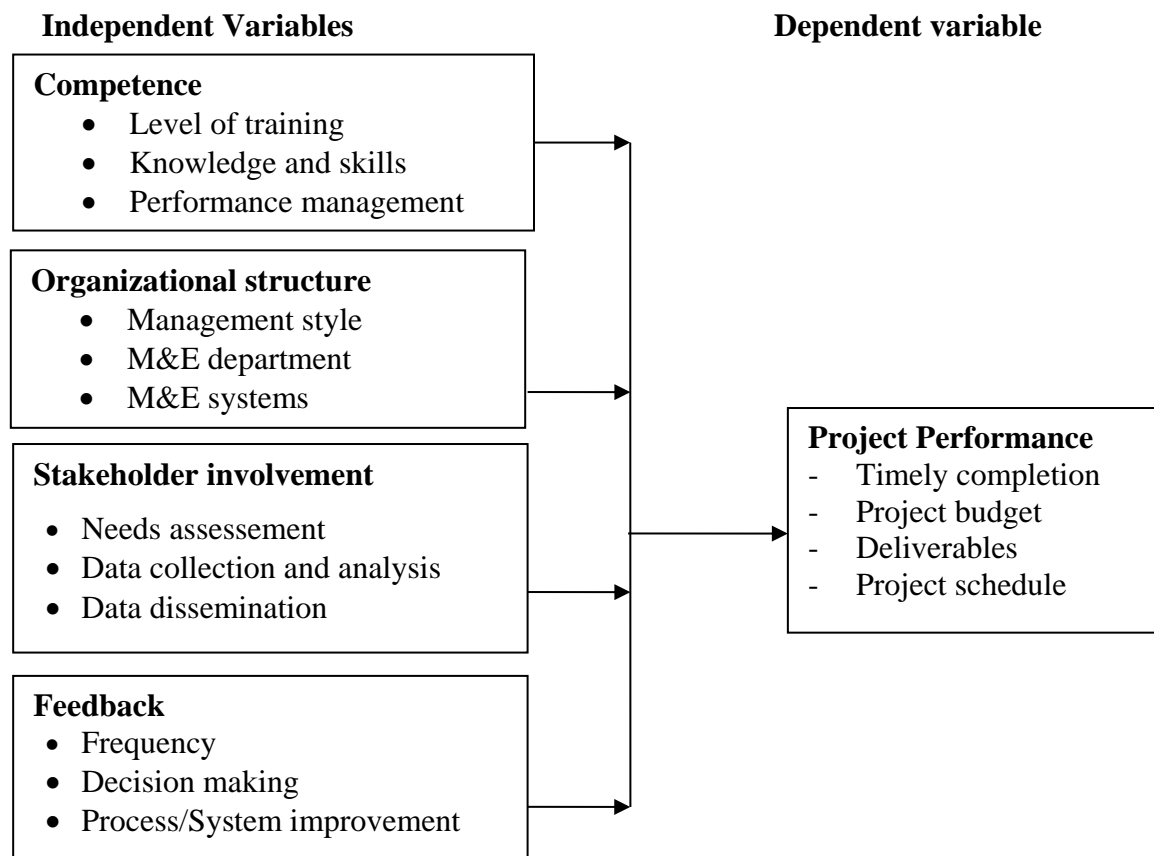 Independent Variables
Dependent variable
Competence
• Level of training
• Knowledge and skills
• Performance management
Organizational structure
• Management style
• M&E department
• M&E systems
Stakeholder involvement
• Needs assessement
• Data collection and analysis
• Data dissemination
Feedback
• Frequency
• Decision making
• Process/System improvement
Project Performance
- Timely completion
- Project budget
- Deliverables
- Project schedule